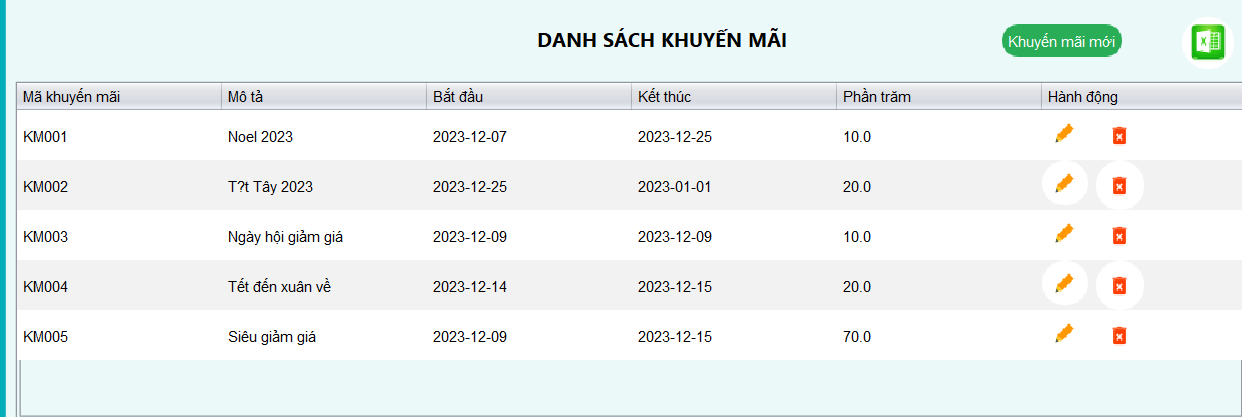 DANH SÁCH KHUYẾN MÃI
Khuyến mãi mới
Mã khuyến mãi Mô tả Bắt đầu Kết thúc Phần trăm Hành động
KM001 Noel 2023 2023-12-07 2023-12-25 10.0
KM002 T?t Tây 2023 2023-12-25 2023-01-01 20.0
KM003 Ngày hội giảm giá 2023-12-09 2023-12-09 10.0
KM004 Tết đến xuân về 2023-12-14 2023-12-15 20.0
KM005 Siêu giảm giá 2023-12-09 2023-12-15 70.0